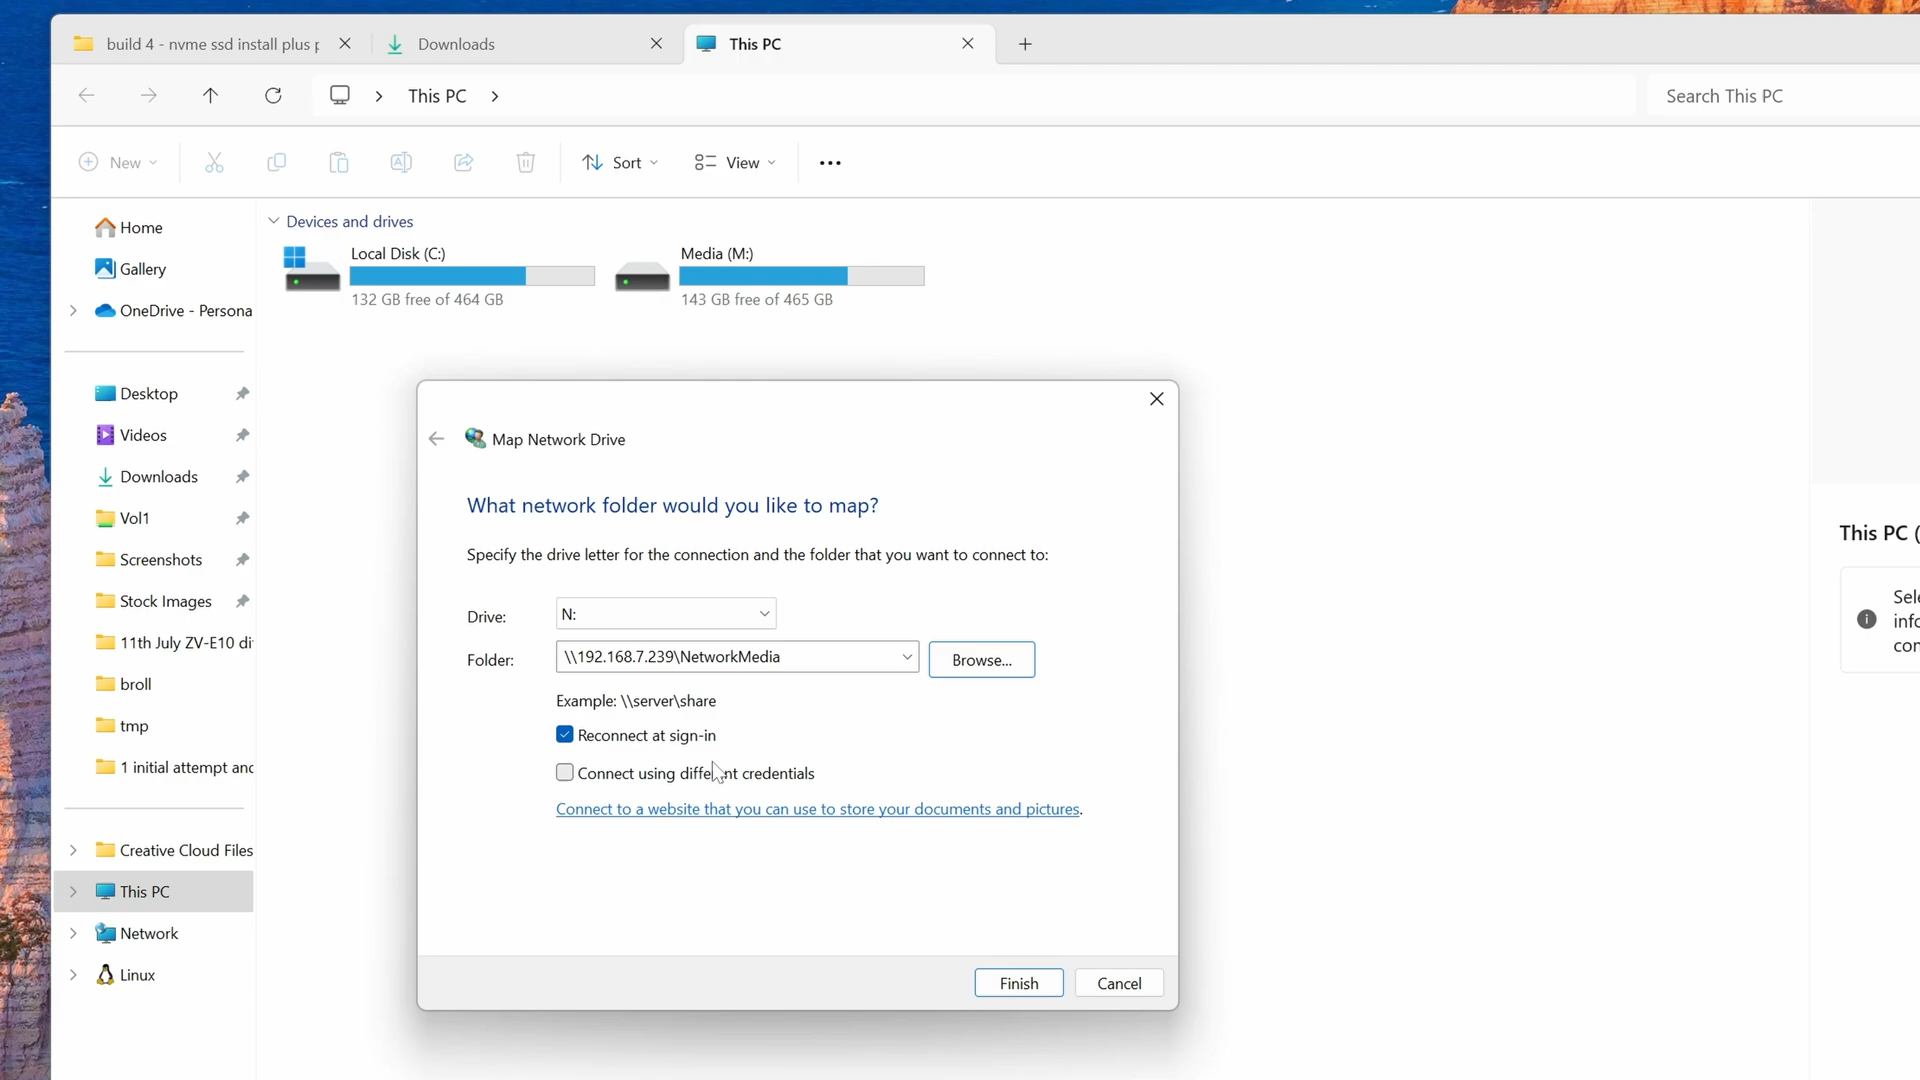 build 4 - nvme ssd install plus p
Downloads
This PC
This PC
Search This PC
New
Sort
View
Home
Gallery
OneDrive - Persona
Desktop
Videos
Downloads
Vol1
Screenshots
Stock Images
11th July ZV-E10 di
broll
tmp
1 initial attempt and
Creative Cloud Files
This PC
Network
Linux
Devices and drives
Local Disk (C:)
132 GB free of 464 GB
Media (M:)
143 GB free of 465 GB
Map Network Drive
What network folder would you like to map?
Specify the drive letter for the connection and the folder that you want to connect to:
Drive:
N:
Folder:
\\192.168.7.239\NetworkMedia
Browse...
Example: \\server\share
Reconnect at sign-in
Connect using different credentials
Connect to a website that you can use to store your documents and pictures.
Finish
Cancel
This PC (
Sele
info
con